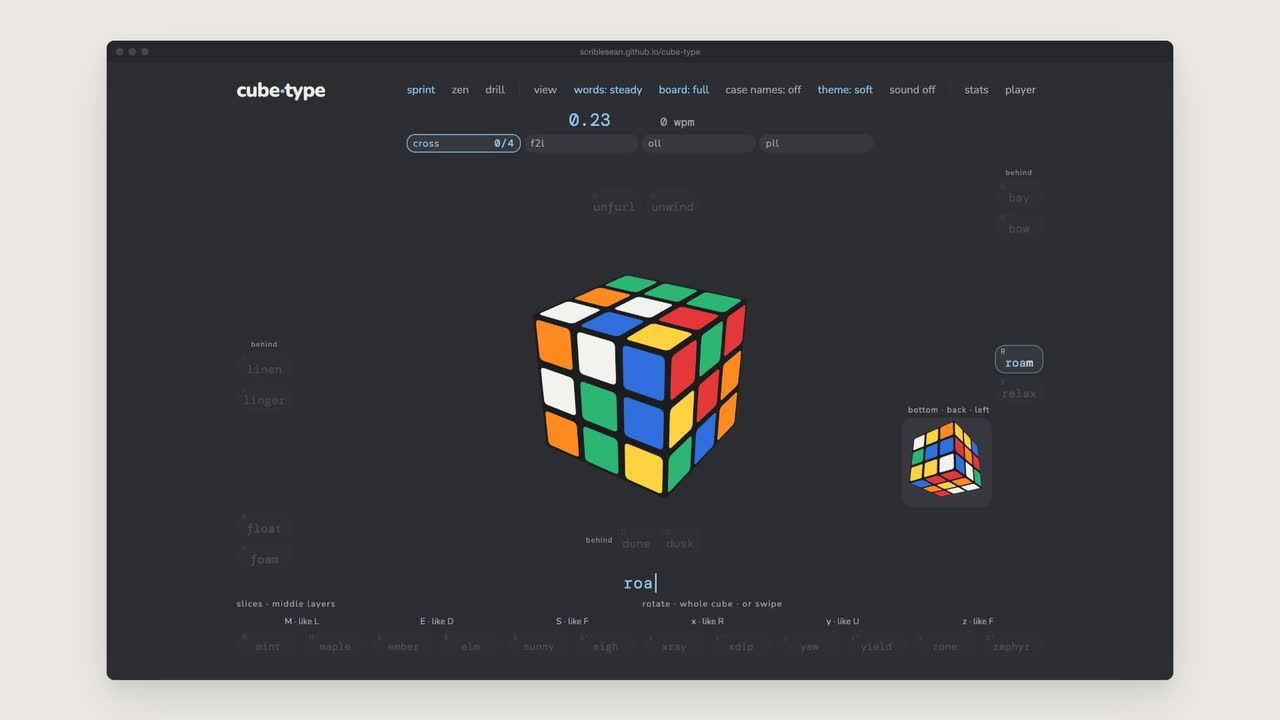 scriblesean.github.io/cube-type
cube·type
sprint zen drill view words: steady board: full case names: off theme: soft sound off stats player
0.23 0 wpm
cross 0/4 f2l oll pll
behind
unfurl unwind
bay
bow
behind
linen
linger
R
roam
relax
bottom · back · left
float
foam
behind dune dusk
roa
slices · middle layers rotate · whole cube · or swipe
M · like L E · like D S · like F x · like R y · like U z · like F
mint maple ember elm sunny sigh xray xdip yaw yield zone zephyr